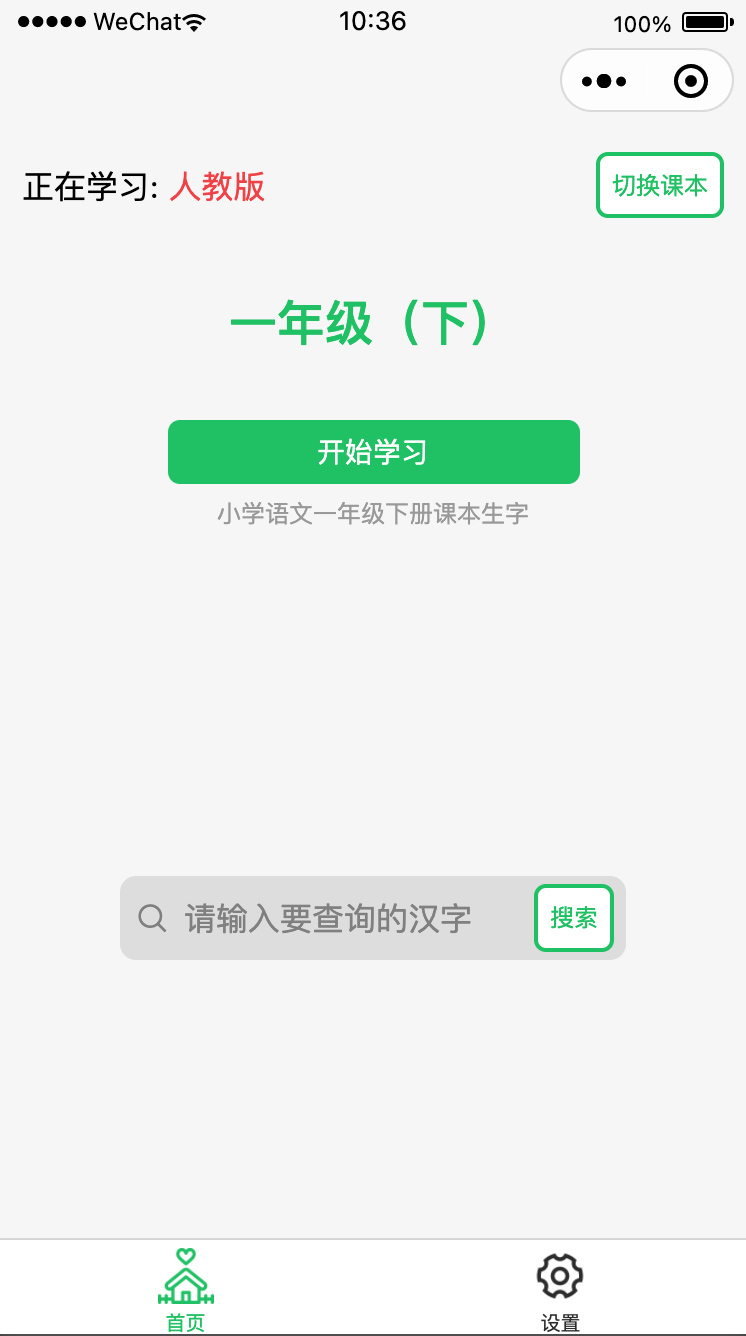 WeChat 10:36 100%
正在学习: 人教版 切换课本
一年级（下）
开始学习
小学语文一年级下册课本生字
请输入要查询的汉字 搜索
首页 设置